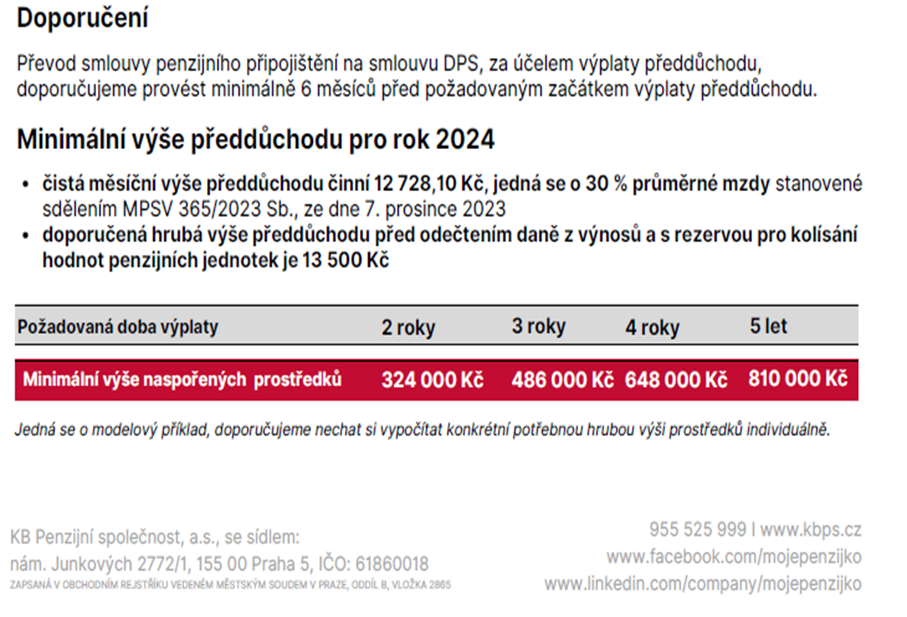 Doporučení
Převod smlouvy penzijního připojištění na smlouvu DPS, za účelem výplaty předdůchodu,
doporučujeme provést minimálně 6 měsíců před požadovaným začátkem výplaty předdůchodu.
Minimální výše předdůchodu pro rok 2024
• čistá měsíční výše předdůchodu činní 12 728,10 Kč, jedná se o 30 % průměrné mzdy stanovené
sdělením MPSV 365/2023 Sb., ze dne 7. prosince 2023
• doporučená hrubá výše předdůchodu před odečtením daně z výnosů a s rezervou pro kolísání
hodnot penzijních jednotek je 13 500 Kč
Požadovaná doba výplaty 2 roky 3 roky 4 roky 5 let
Minimální výše naspořených prostředků 324 000 Kč 486 000 Kč 648 000 Kč 810 000 Kč
Jedná se o modelový příklad, doporučujeme nechat si vypočítat konkrétní potřebnou hrubou výši prostředků individuálně.
KB Penzijní společnost, a.s., se sídlem:
nám. Junkových 2772/1, 155 00 Praha 5, IČO: 61860018
ZAPSANÁ V OBCHODNÍM REJSTŘÍKU VEDENÉM MĚSTSKÝM SOUDEM V PRAZE, ODDÍL B, VLOŽKA 2865
955 525 999 I www.kbps.cz
www.facebook.com/mojepenzijko
www.linkedin.com/company/mojepenzijko